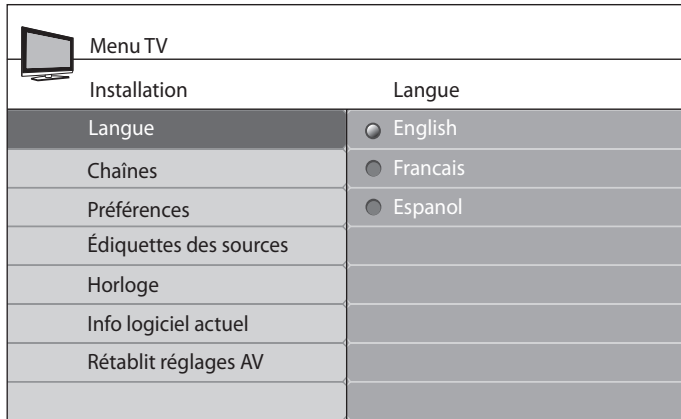 Menu TV
Installation Langue
Langue English
Chaînes Francais
Préférences Espanol
Édiquettes des sources
Horloge
Info logiciel actuel
Rétablit réglages AV